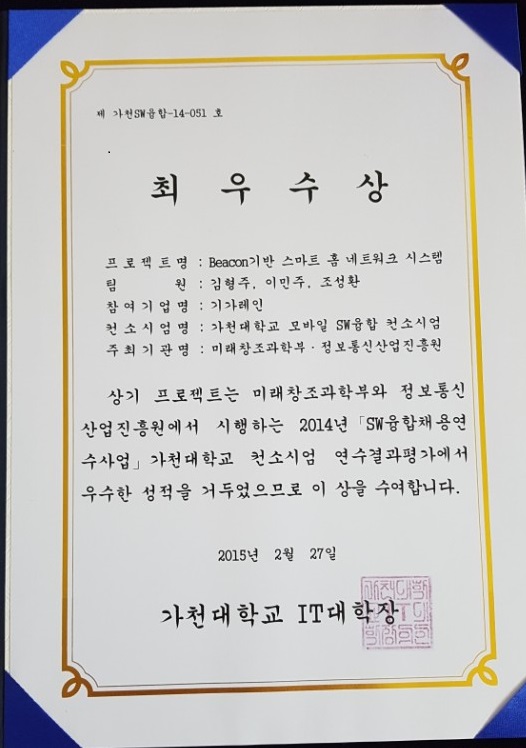 제 가천SW융합-14-051 호
최 우 수 상
프로젝트명 : Beacon기반 스마트 홈 네트워크 시스템
팀 원 : 김형주, 이민주, 조성환
참여기업명 : 기가레인
컨소시엄명 : 가천대학교 모바일 SW융합 컨소시엄
주최기관명 : 미래창조과학부 · 정보통신산업진흥원
상기 프로젝트는 미래창조과학부와 정보통신
산업진흥원에서 시행하는 2014년 「SW융합채용연
수사업」 가천대학교 컨소시엄 연수결과평가에서
우수한 성적을 거두었으므로 이 상을 수여합니다.
2015년 2월 27일
가천대학교 IT대학장